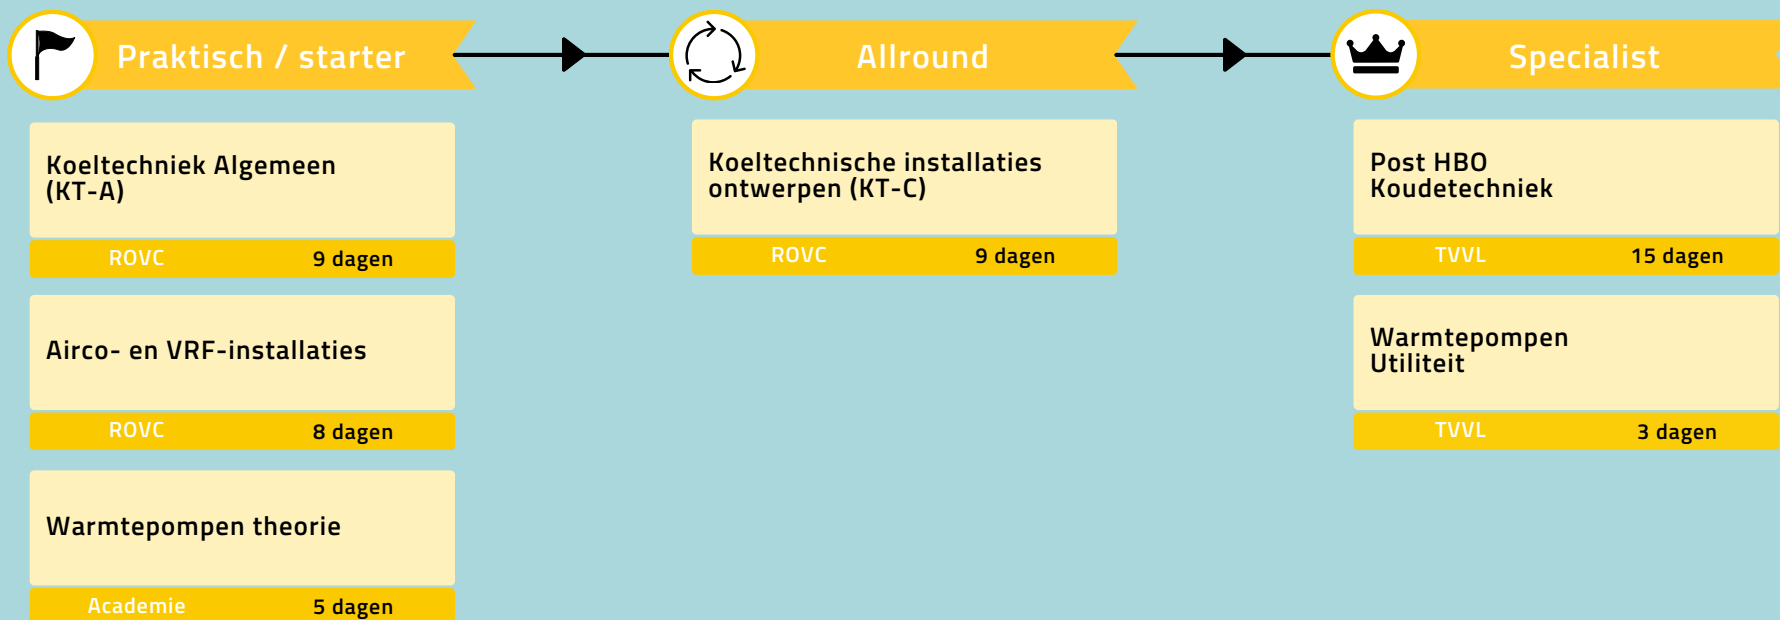 Praktisch / starter
Koeltechniek Algemeen
(KT-A)
ROVC 9 dagen
Airco- en VRF-installaties
ROVC 8 dagen
Warmtepompen theorie
Academie 5 dagen
Allround
Koeltechnische installaties
ontwerpen (KT-C)
ROVC 9 dagen
Specialist
Post HBO
Koudetechniek
TVVL 15 dagen
Warmtepompen
Utiliteit
TVVL 3 dagen